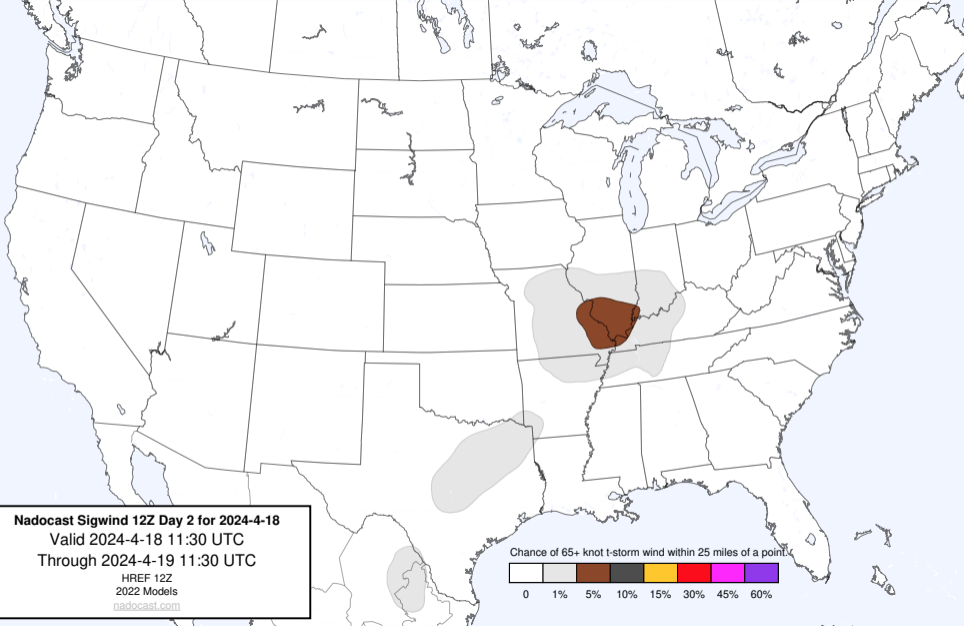 Nadocast Sigwind 12Z Day 2 for 2024-4-18
Valid 2024-4-18 11:30 UTC
Through 2024-4-19 11:30 UTC
HREF 12Z
2022 Models
nadocast.com
Chance of 65+ knot t-storm wind within 25 miles of a point.
0 1% 5% 10% 15% 30% 45% 60%